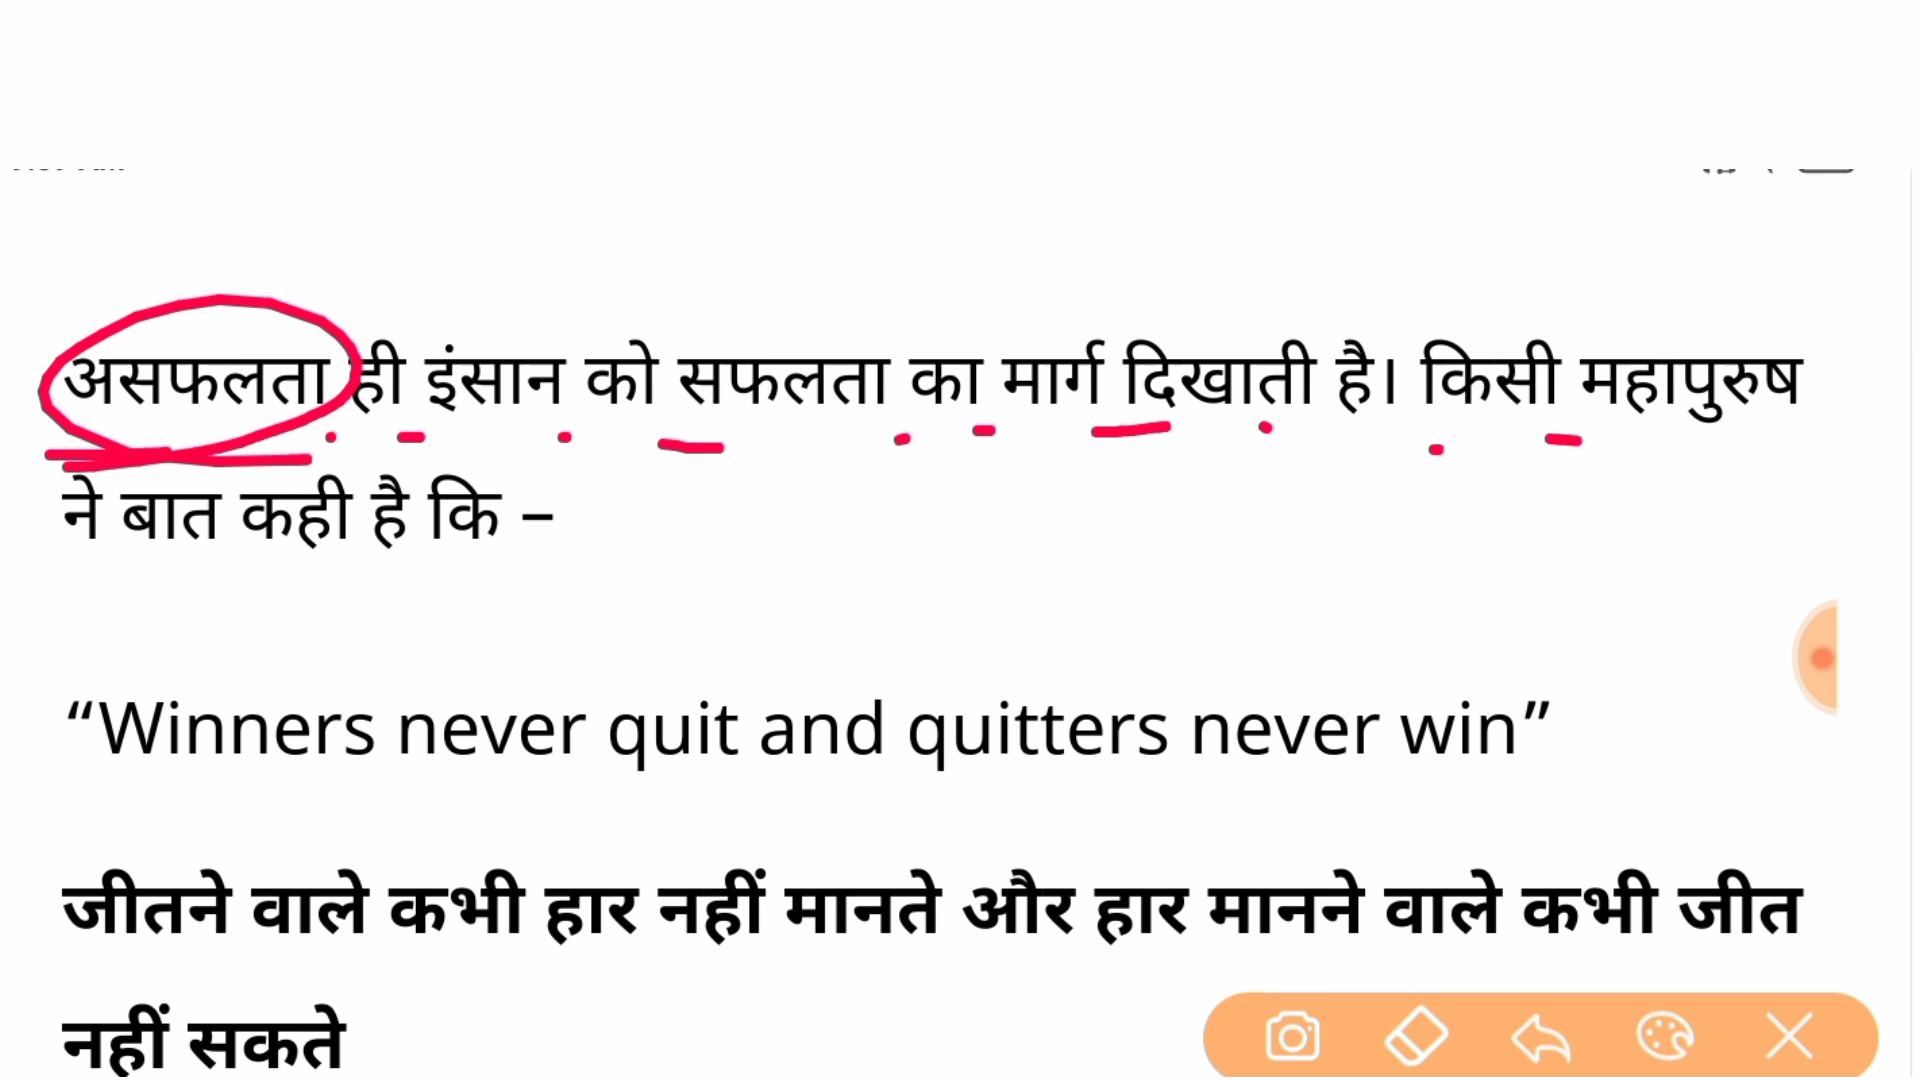 असफलता ही इंसान को सफलता का मार्ग दिखाती है। किसी महापुरुष
ने बात कही है कि –
“Winners never quit and quitters never win”
जीतने वाले कभी हार नहीं मानते और हार मानने वाले कभी जीत
नहीं सकते